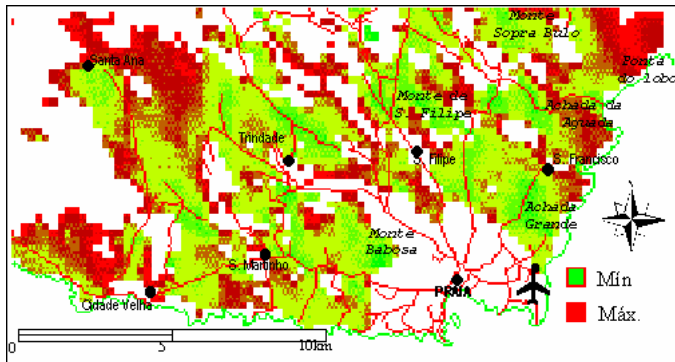 Monte
Sopra Bulo
Santa Ana
Ponta
do lobo
Monte de
S. Filipe
Achada da
Aguada
Trindade
S. Filipe
S. Francisco
Achada
Grande
Monte
Babosa
S. Martinho
Cidade Velha
PRAIA
Mín
Máx.
0
5
10km